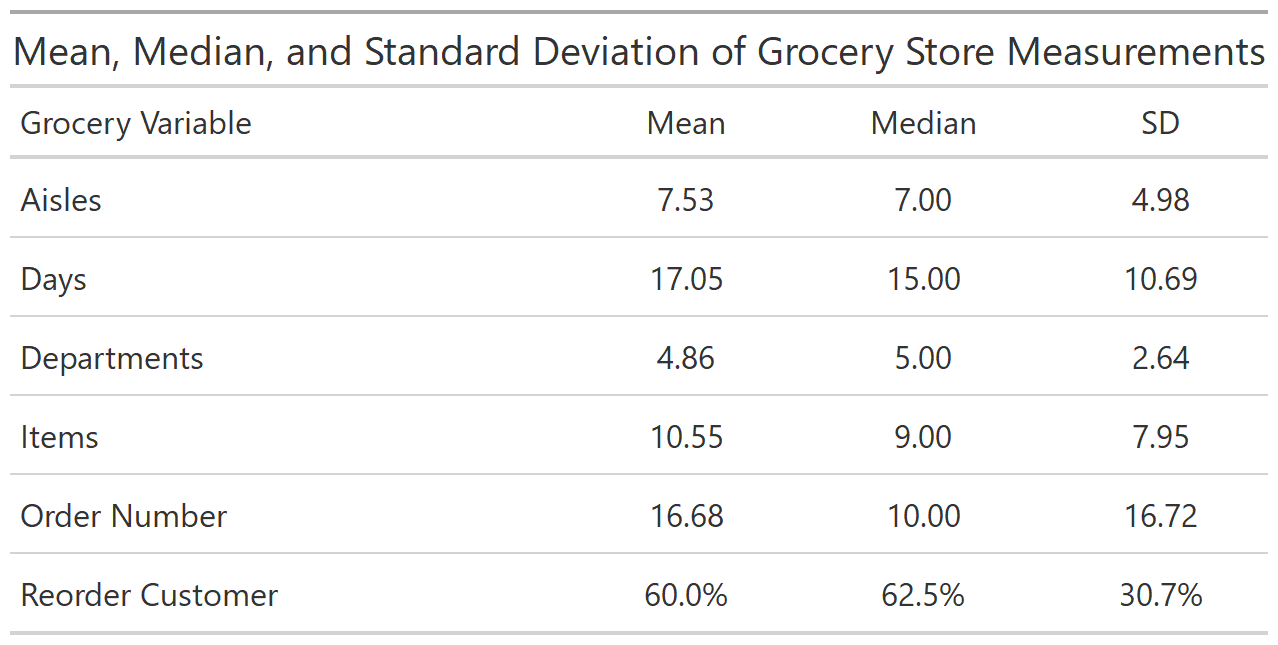 Mean, Median, and Standard Deviation of Grocery Store Measurements
Grocery Variable Mean Median SD
Aisles 7.53 7.00 4.98
Days 17.05 15.00 10.69
Departments 4.86 5.00 2.64
Items 10.55 9.00 7.95
Order Number 16.68 10.00 16.72
Reorder Customer 60.0% 62.5% 30.7%